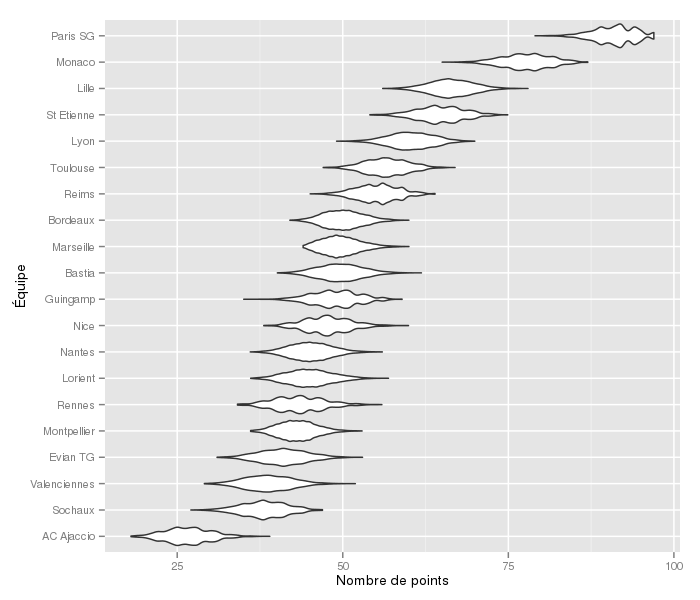 Paris SG
Monaco
Lille
St Etienne
Lyon
Toulouse
Reims
Bordeaux
Marseille
Bastia
Guingamp
Nice
Nantes
Lorient
Rennes
Montpellier
Evian TG
Valenciennes
Sochaux
AC Ajaccio
Équipe
25 50 75 100
Nombre de points